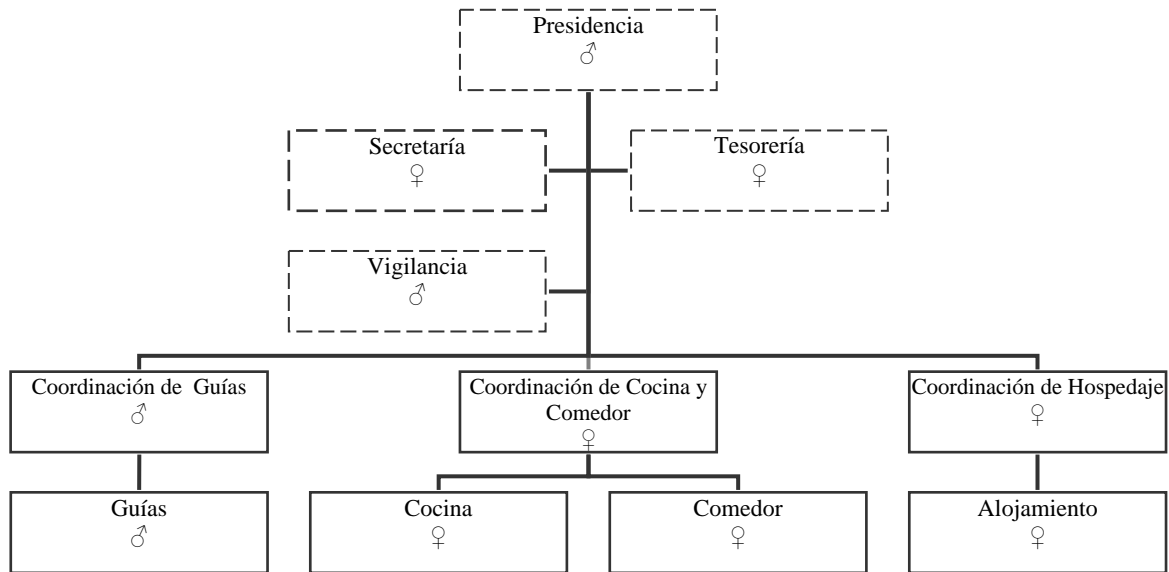 Presidencia
♂
Secretaría
♀
Tesorería
♀
Vigilancia
♂
Coordinación de Guías
♂
Coordinación de Cocina y
Comedor
♀
Coordinación de Hospedaje
♀
Guías
♂
Cocina
♀
Comedor
♀
Alojamiento
♀